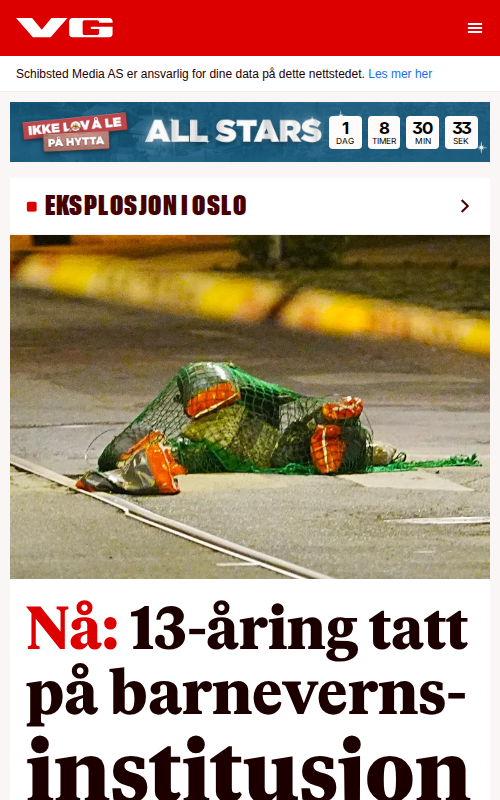 VG
Schibsted Media AS er ansvarlig for dine data på dette nettstedet. Les mer her
IKKE LOV Å LE
PÅ HYTTA
ALL STARS
1 8 30 33
DAG TIMER MIN SEK
EKSPLOSJON I OSLO
Nå: 13-åring tatt
på barneverns-
institusjon